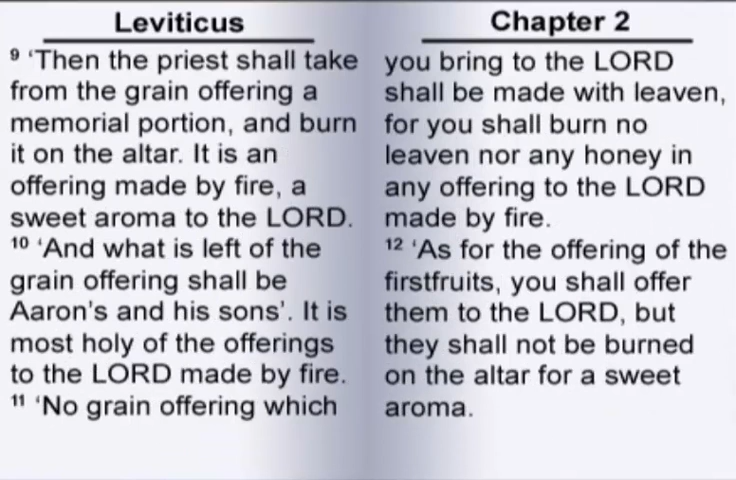 Leviticus
⁹ ‘Then the priest shall take
from the grain offering a
memorial portion, and burn
it on the altar. It is an
offering made by fire, a
sweet aroma to the LORD.
¹⁰ ‘And what is left of the
grain offering shall be
Aaron's and his sons’. It is
most holy of the offerings
to the LORD made by fire.
¹¹ ‘No grain offering which
Chapter 2
you bring to the LORD
shall be made with leaven,
for you shall burn no
leaven nor any honey in
any offering to the LORD
made by fire.
¹² ‘As for the offering of the
firstfruits, you shall offer
them to the LORD, but
they shall not be burned
on the altar for a sweet
aroma.